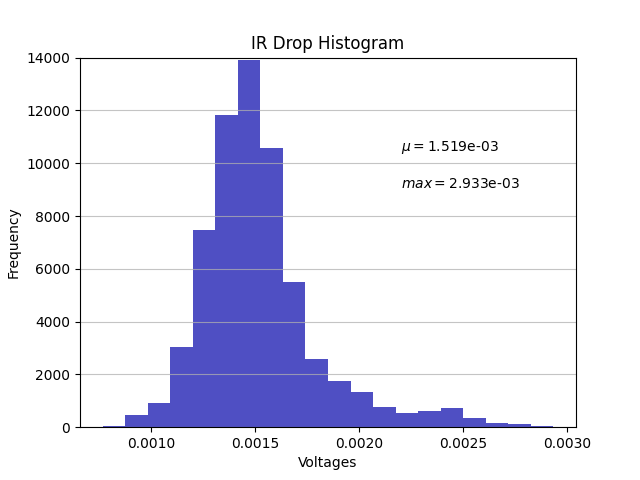 IR Drop Histogram
14000
12000
10000
8000
6000
4000
2000
0
Frequency
μ = 1.519e-03
max = 2.933e-03
0.0010 0.0015 0.0020 0.0025 0.0030
Voltages